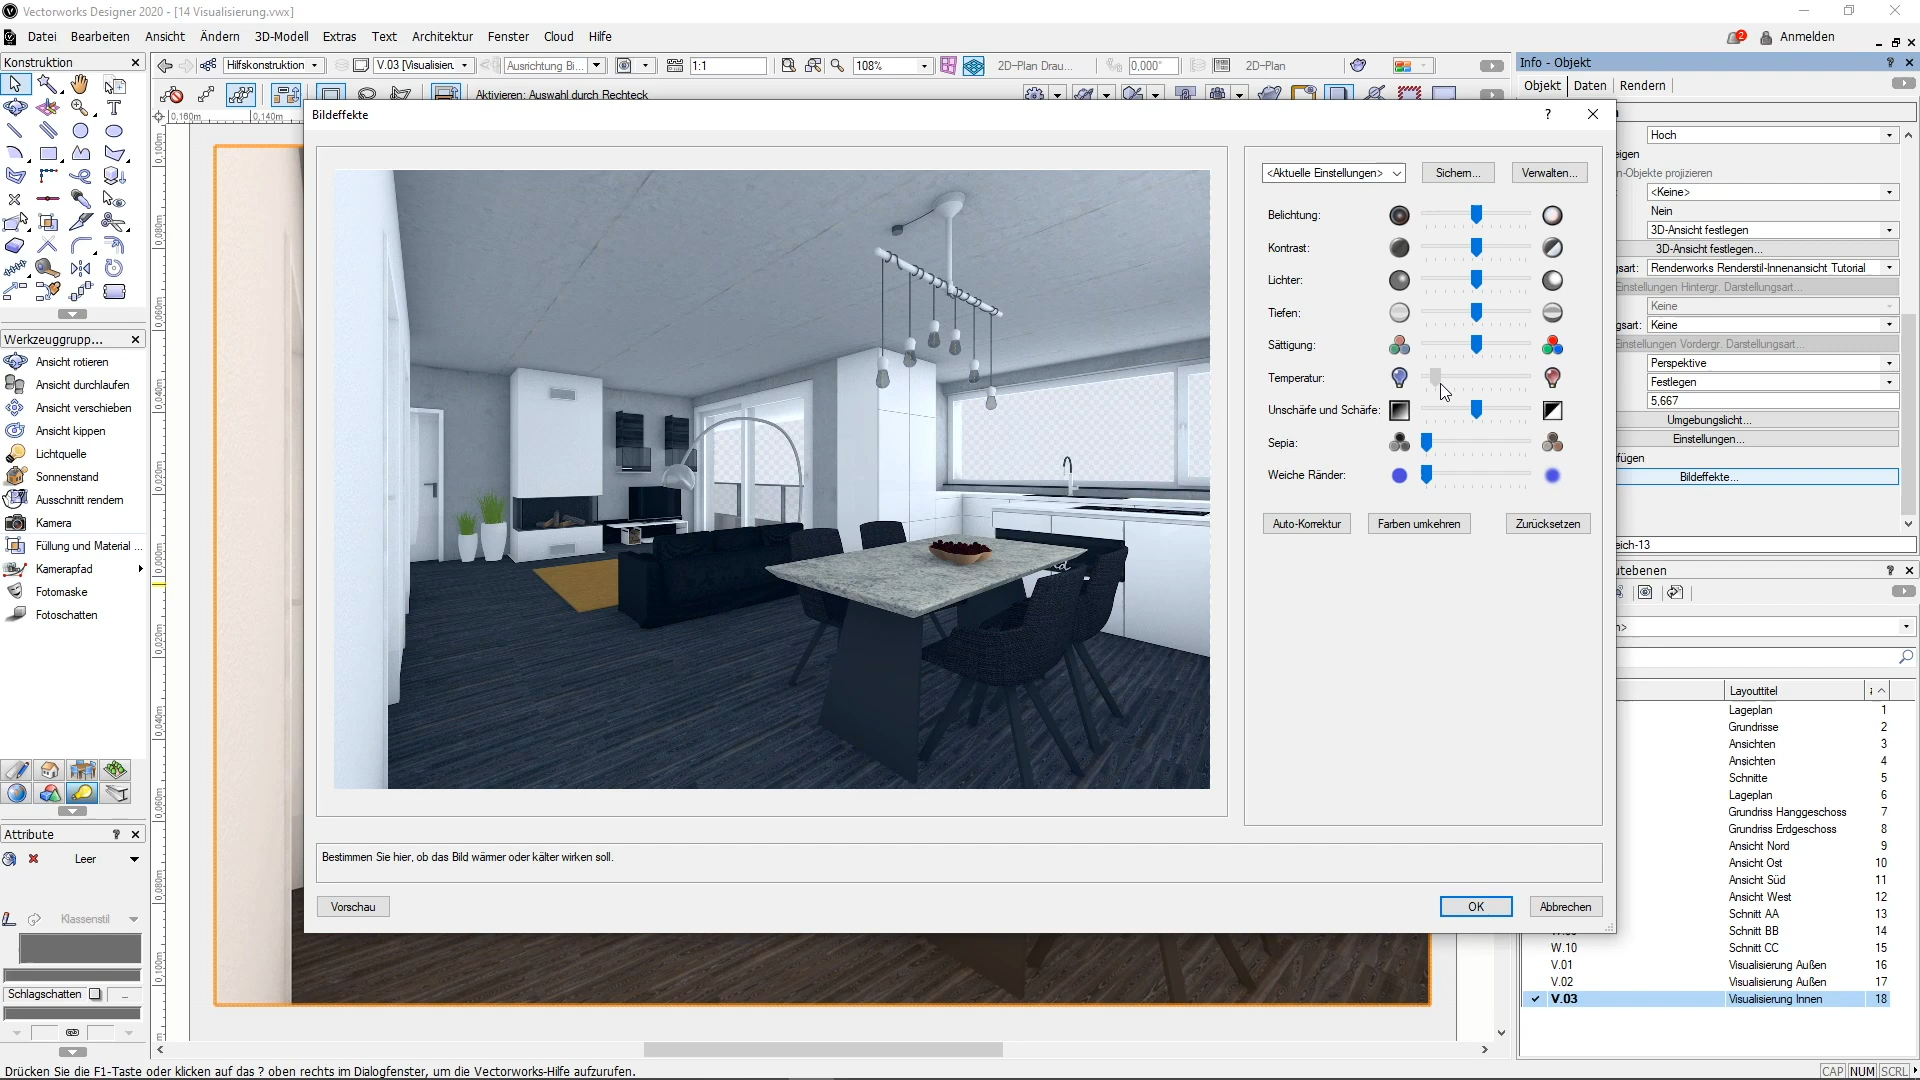 Vectorworks Designer 2020 - [14 Visualisierung.vwx]
Datei Bearbeiten Ansicht Ändern 3D-Modell Extras Text Architektur Fenster Cloud Hilfe
2 Anmelden
Konstruktion
Hilfskonstruktion V.03 [Visualisien. Ausrichtung Bi... 1:1 108% 2D-Plan Drau... 0,000° 2D-Plan
Aktivieren: Auswahl durch Rechteck
Info - Objekt
Objekt Daten Rendern
Hoch
eigen
n-Objekte projizieren
<Keine>
Nein
3D-Ansicht festlegen
3D-Ansicht festlegen...
gsart: Renderworks Renderstil-Innenansicht Tutorial
Einstellungen Hintergr. Darstellungsart...
Keine
gsart: Keine
Einstellungen Vordergr. Darstellungsart...
Perspektive
Festlegen
5,667
Umgebungslicht...
Einstellungen...
fügen
Bildeffekte...
eich-13
utebenen
Layouttitel
Lageplan 1
Grundrisse 2
Ansichten 3
Ansichten 4
Schnitte 5
Lageplan 6
Grundriss Hanggeschoss 7
Grundriss Erdgeschoss 8
Ansicht Nord 9
Ansicht Ost 10
Ansicht Süd 11
Ansicht West 12
Schnitt AA 13
Schnitt BB 14
W.10 Schnitt CC 15
V.01 Visualisierung Außen 16
V.02 Visualisierung Außen 17
V.03 Visualisierung Innen 18
Werkzeuggrupp...
Ansicht rotieren
Ansicht durchlaufen
Ansicht verschieben
Ansicht kippen
Lichtquelle
Sonnenstand
Ausschnitt rendern
Kamera
Füllung und Material ...
Kamerapfad
Fotomaske
Fotoschatten
Attribute
Leer
Klassenstil
Schlagschatten
Bildeffekte
<Aktuelle Einstellungen> Sichern... Verwalten...
Belichtung:
Kontrast:
Lichter:
Tiefen:
Sättigung:
Temperatur:
Unschärfe und Schärfe:
Sepia:
Weiche Ränder:
Auto-Korrektur Farben umkehren Zurücksetzen
Bestimmen Sie hier, ob das Bild wärmer oder kälter wirken soll.
Vorschau OK Abbrechen
Drücken Sie die F1-Taste oder klicken auf das ? oben rechts im Dialogfenster, um die Vectorworks-Hilfe aufzurufen.
CAP NUM SCRL